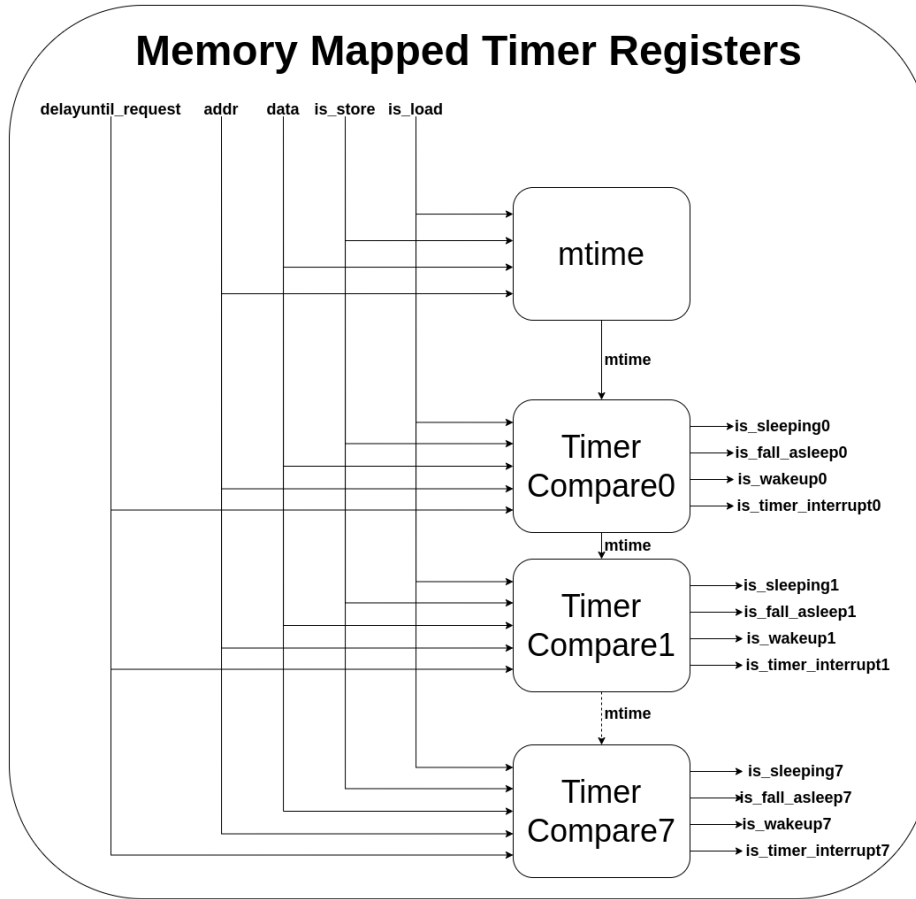 Memory Mapped Timer Registers
delayuntil_request addr data is_store is_load
mtime
mtime
Timer
Compare0
is_sleeping0
is_fall_asleep0
is_wakeup0
is_timer_interrupt0
mtime
Timer
Compare1
is_sleeping1
is_fall_asleep1
is_wakeup1
is_timer_interrupt1
mtime
Timer
Compare7
is_sleeping7
is_fall_asleep7
is_wakeup7
is_timer_interrupt7